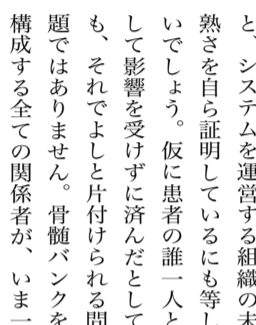 と、システムを運営する組織の未
熟さを自ら証明しているにも等し
いでしょう。仮に患者の誰一人と
して影響を受けずに済んだとして
も、それでよしと片付けられる問
題ではありません。骨髄バンクを
構成する全ての関係者が、いま一